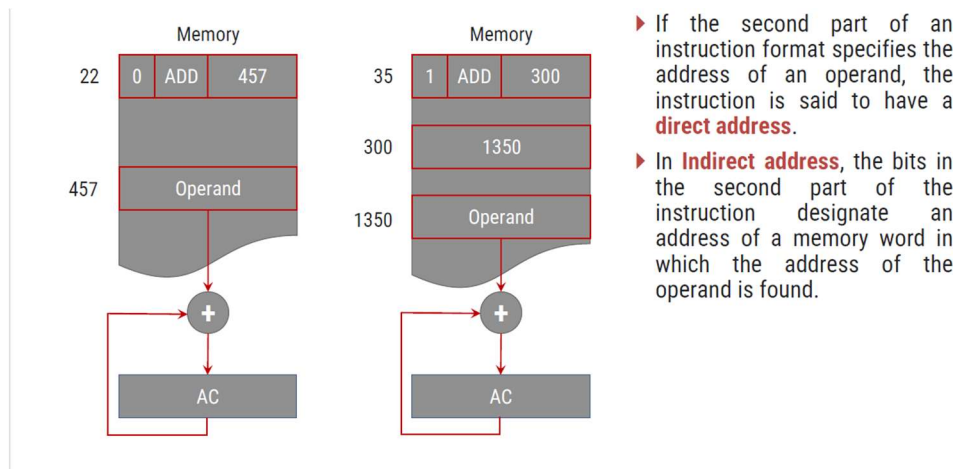 Memory
22 0 ADD 457
457 Operand
+
AC
Memory
35 1 ADD 300
300 1350
1350 Operand
+
AC
If the second part of an
instruction format specifies the
address of an operand, the
instruction is said to have a
direct address.
In Indirect address, the bits in
the second part of the
instruction designate an
address of a memory word in
which the address of the
operand is found.